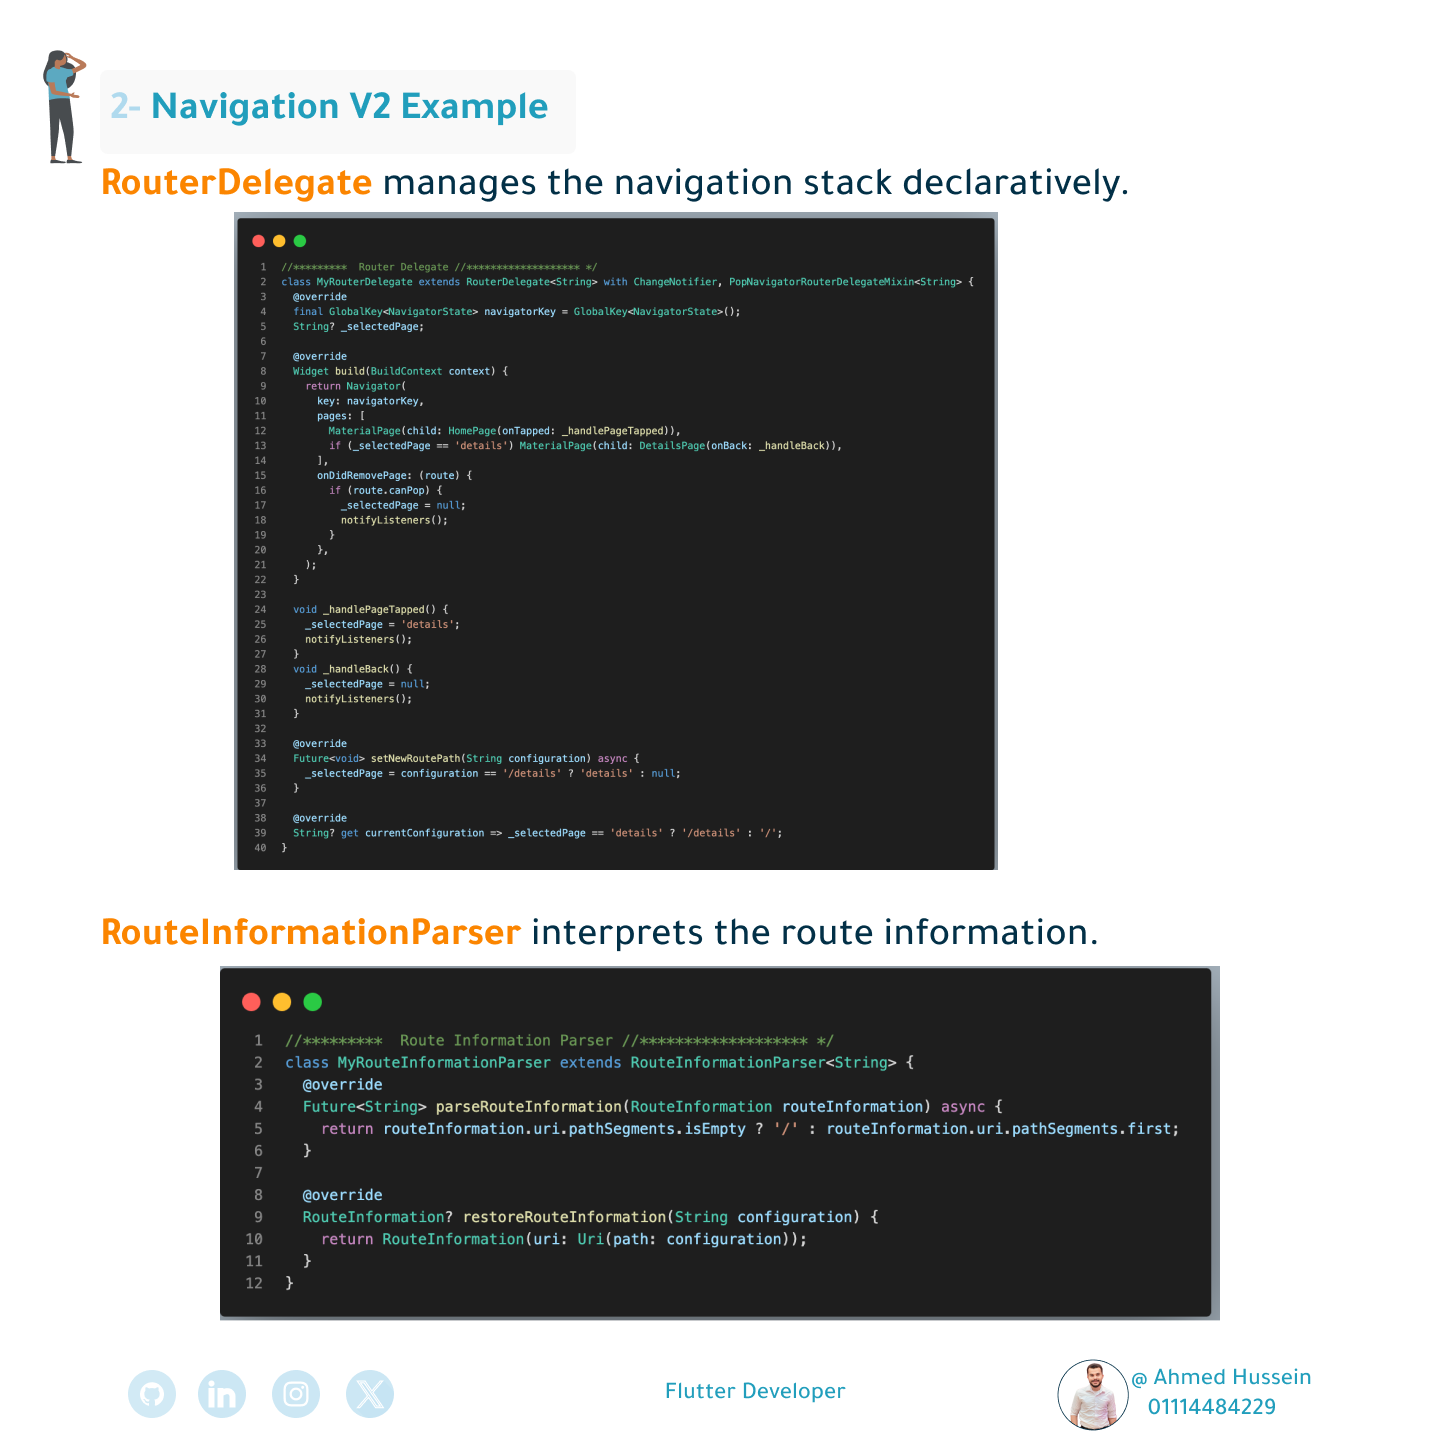 2- Navigation V2 Example
RouterDelegate manages the navigation stack declaratively.
1 //********* Router Delegate //******************* */
2 class MyRouterDelegate extends RouterDelegate<String> with ChangeNotifier, PopNavigatorRouterDelegateMixin<String> {
3   @override
4   final GlobalKey<NavigatorState> navigatorKey = GlobalKey<NavigatorState>();
5   String? _selectedPage;
6
7   @override
8   Widget build(BuildContext context) {
9     return Navigator(
10       key: navigatorKey,
11       pages: [
12         MaterialPage(child: HomePage(onTapped: _handlePageTapped)),
13         if (_selectedPage == 'details') MaterialPage(child: DetailsPage(onBack: _handleBack)),
14       ],
15       onDidRemovePage: (route) {
16         if (route.canPop) {
17           _selectedPage = null;
18           notifyListeners();
19         }
20       },
21     );
22   }
23
24   void _handlePageTapped() {
25     _selectedPage = 'details';
26     notifyListeners();
27   }
28   void _handleBack() {
29     _selectedPage = null;
30     notifyListeners();
31   }
32
33   @override
34   Future<void> setNewRoutePath(String configuration) async {
35     _selectedPage = configuration == '/details' ? 'details' : null;
36   }
37
38   @override
39   String? get currentConfiguration => _selectedPage == 'details' ? '/details' : '/';
40 }
RouteInformationParser interprets the route information.
1 //********* Route Information Parser //******************* */
2 class MyRouteInformationParser extends RouteInformationParser<String> {
3   @override
4   Future<String> parseRouteInformation(RouteInformation routeInformation) async {
5     return routeInformation.uri.pathSegments.isEmpty ? '/' : routeInformation.uri.pathSegments.first;
6   }
7
8   @override
9   RouteInformation? restoreRouteInformation(String configuration) {
10     return RouteInformation(uri: Uri(path: configuration));
11   }
12 }
Flutter Developer
@ Ahmed Hussein
01114484229